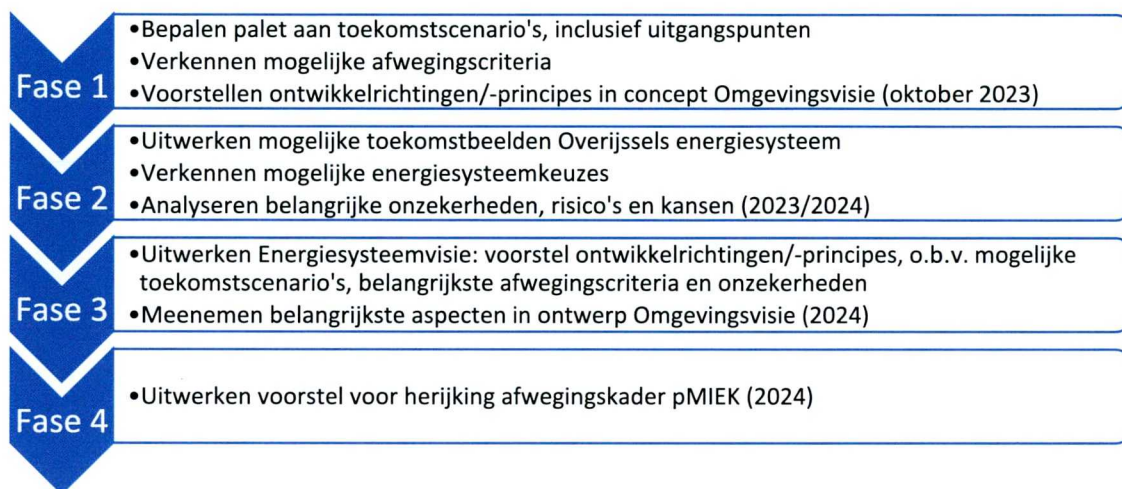 Fase 1
•Bepalen palet aan toekomstscenario's, inclusief uitgangspunten
•Verkennen mogelijke afwegingscriteria
•Voorstellen ontwikkelrichtingen/-principes in concept Omgevingsvisie (oktober 2023)
Fase 2
•Uitwerken mogelijke toekomstbeelden Overijssels energiesysteem
•Verkennen mogelijke energiesysteemkeuzes
•Analyseren belangrijke onzekerheden, risico's en kansen (2023/2024)
Fase 3
•Uitwerken Energiesysteemvisie: voorstel ontwikkelrichtingen/-principes, o.b.v. mogelijke
toekomstscenario's, belangrijkste afwegingscriteria en onzekerheden
•Meenemen belangrijkste aspecten in ontwerp Omgevingsvisie (2024)
Fase 4
•Uitwerken voorstel voor herijking afwegingskader pMIEK (2024)